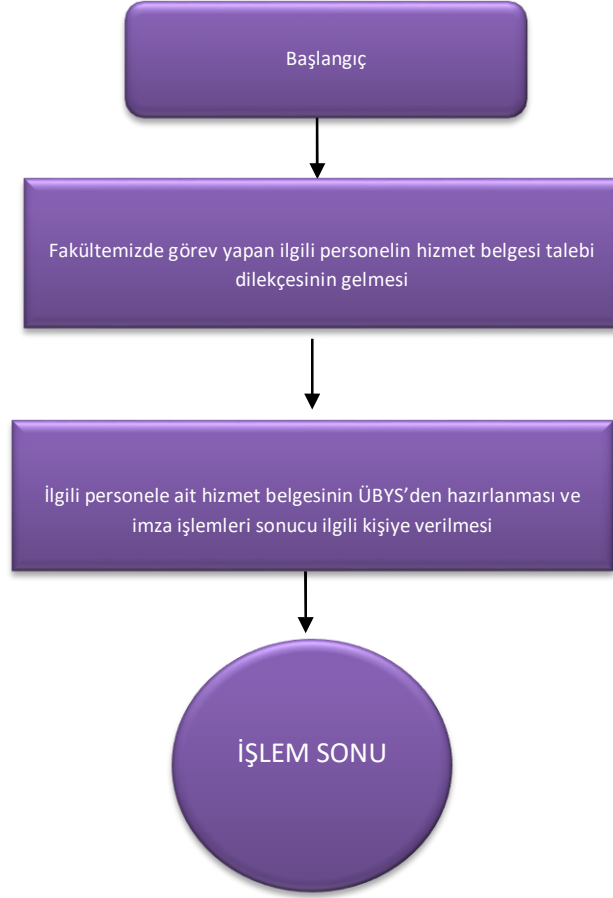 Başlangıç
Fakültemizde görev yapan ilgili personelin hizmet belgesi talebi
dilekçesinin gelmesi
İlgili personele ait hizmet belgesinin ÜBYS’den hazırlanması ve
imza işlemleri sonucu ilgili kişiye verilmesi
İŞLEM SONU